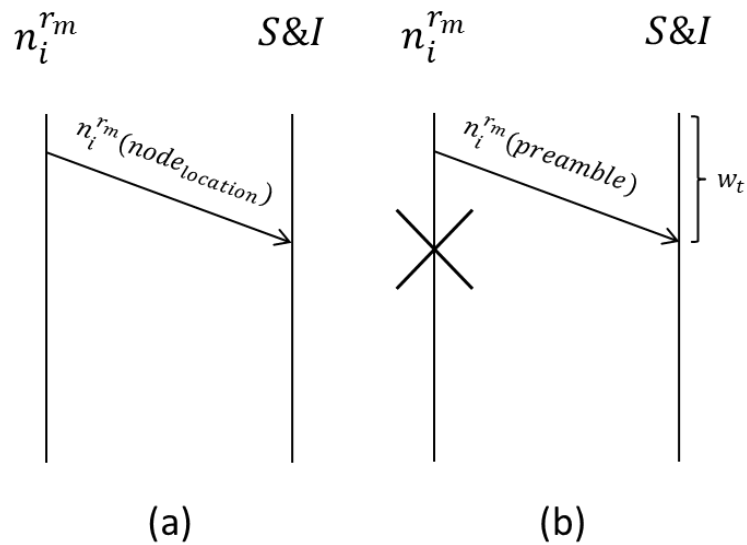 n_i^{r_m} S&I n_i^{r_m} S&I
n_i^{r_m}(node_{location}) n_i^{r_m}(preamble) w_t
(a) (b)